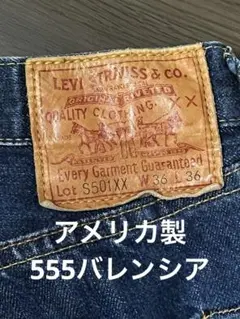 LEVI STRAUSS & CO.
ORIGINAL RIVETED
QUALITY CLOTHING
XX
Every Garment Guaranteed
Lot S501XX W 36 L 36
アメリカ製
555バレンシア